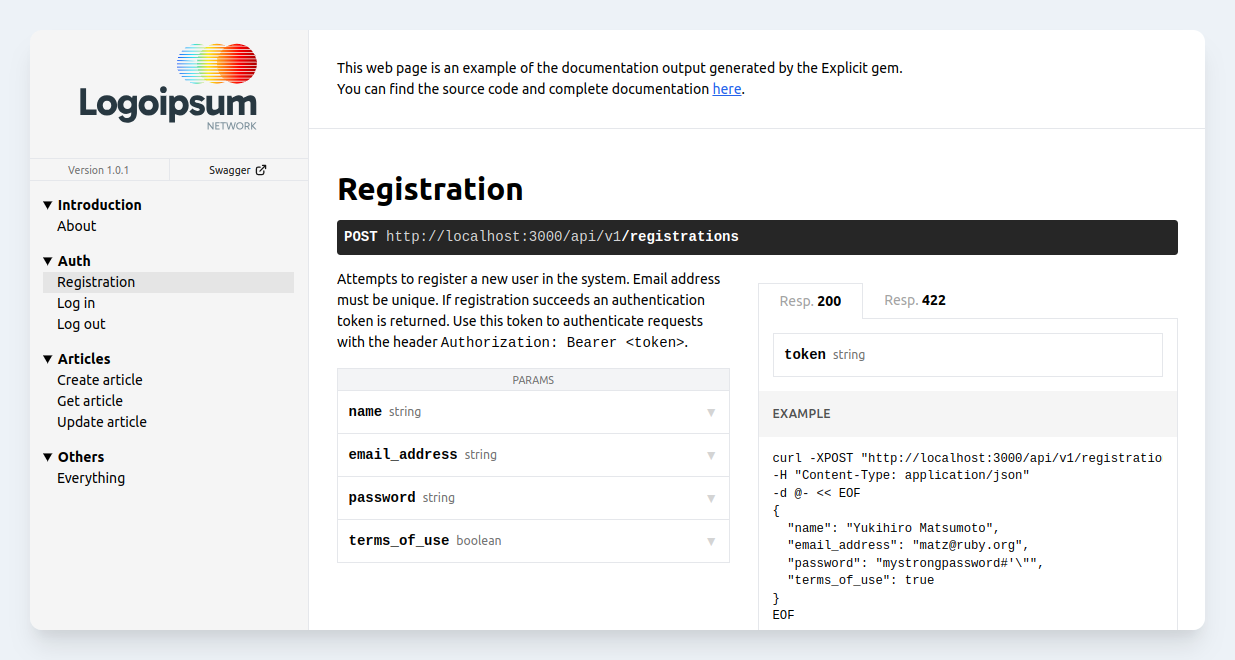 Logoipsum
NETWORK
Version 1.0.1
Swagger
▼ Introduction
About
▼ Auth
Registration
Log in
Log out
▼ Articles
Create article
Get article
Update article
▼ Others
Everything
This web page is an example of the documentation output generated by the Explicit gem.
You can find the source code and complete documentation here.
Registration
POST http://localhost:3000/api/v1/registrations
Attempts to register a new user in the system. Email address
must be unique. If registration succeeds an authentication
token is returned. Use this token to authenticate requests
with the header Authorization: Bearer <token>.
PARAMS
name string ▼
email_address string ▼
password string ▼
terms_of_use boolean ▼
Resp. 200
Resp. 422
token string
EXAMPLE
curl -XPOST "http://localhost:3000/api/v1/registratio
-H "Content-Type: application/json"
-d @- << EOF
{
  "name": "Yukihiro Matsumoto",
  "email_address": "matz@ruby.org",
  "password": "mystrongpassword#'\"",
  "terms_of_use": true
}
EOF